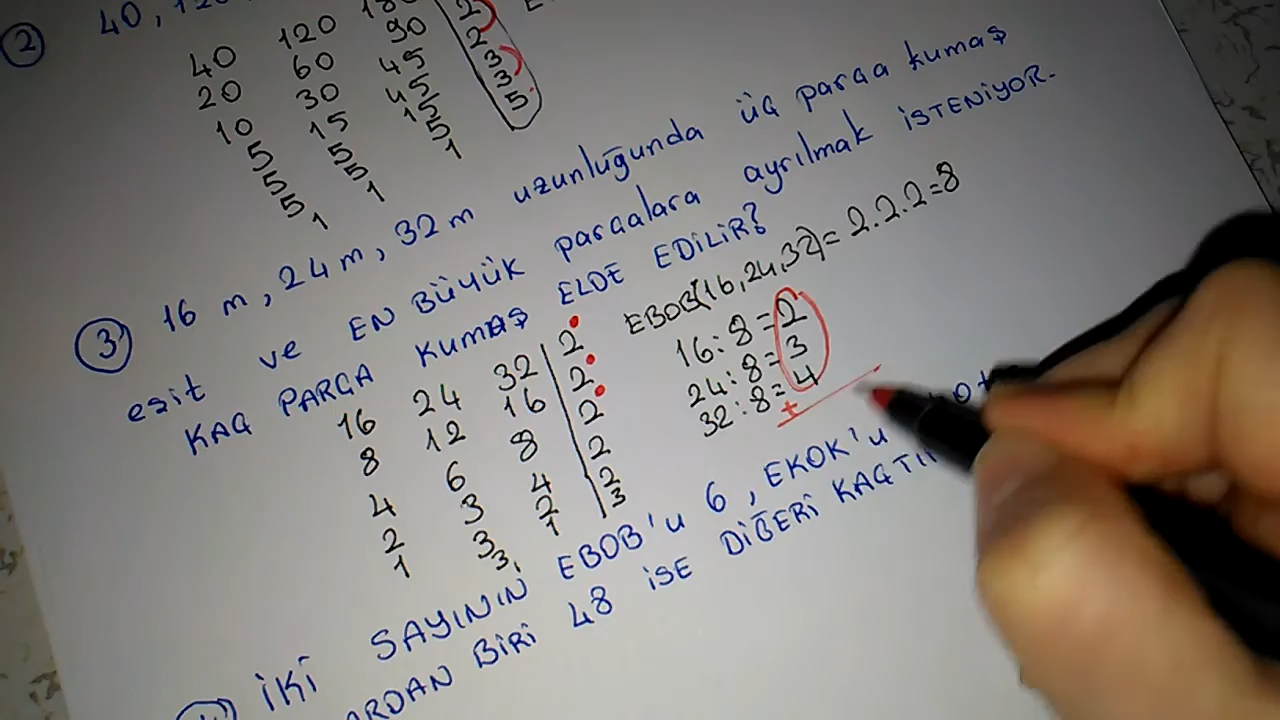 2 40, 120
40 120 180 2
20 60 90 2
10 30 45 3
5 15 45 3
5 5 15 5
5 5 5
1 1 1
3 16 m, 24 m, 32 m uzunluğunda üç parça kumaş
eşit ve EN BÜYÜK parçalara ayrılmak isteniyor.
KAÇ PARÇA KUMAŞ ELDE EDİLİR?
16 24 32 2
8 12 16 2
4 6 8 2
2 3 4 2
1 3 2 2
3 1 3
1
EBOB(16,24,32) = 2.2.2=8
16:8=2
24:8=3
32:8=4
+
İKİ SAYININ EBOB'u 6, EKOK'u
BİRİ 48 İSE DİĞERİ KAÇTI